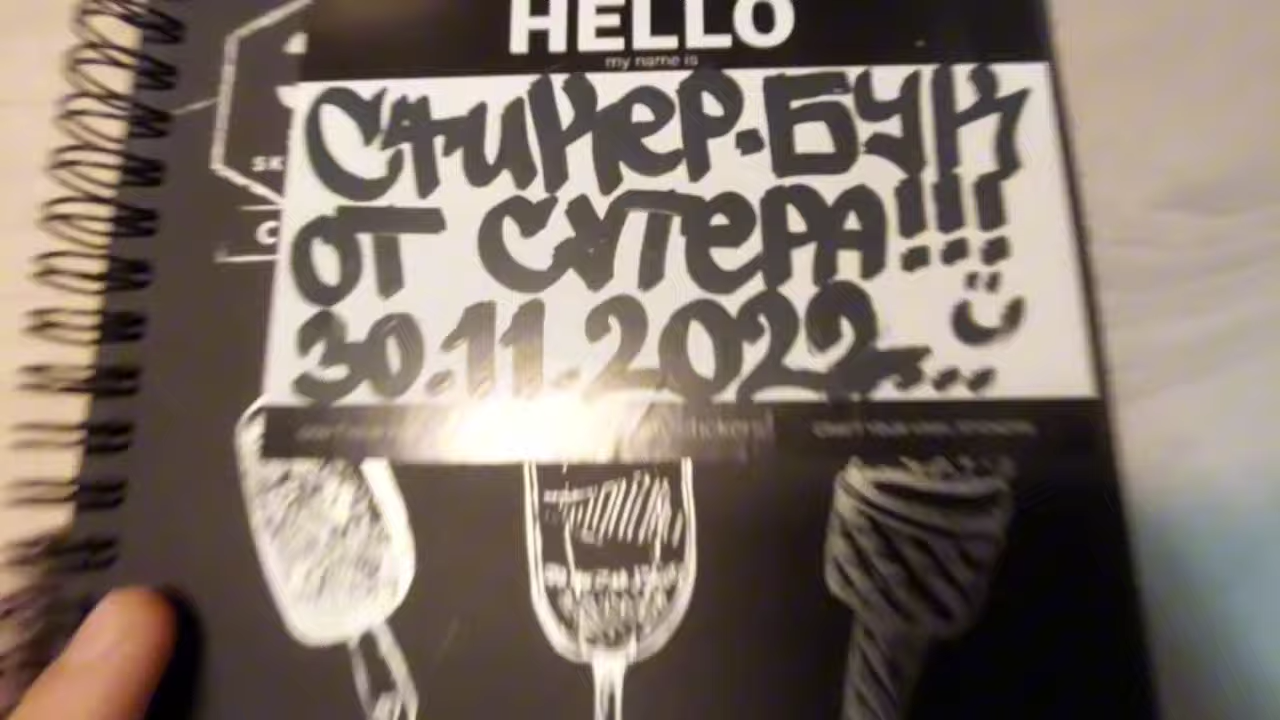 HELLO
my name is
Стикер-Бук
от Сутера!!!
30.11.2022...